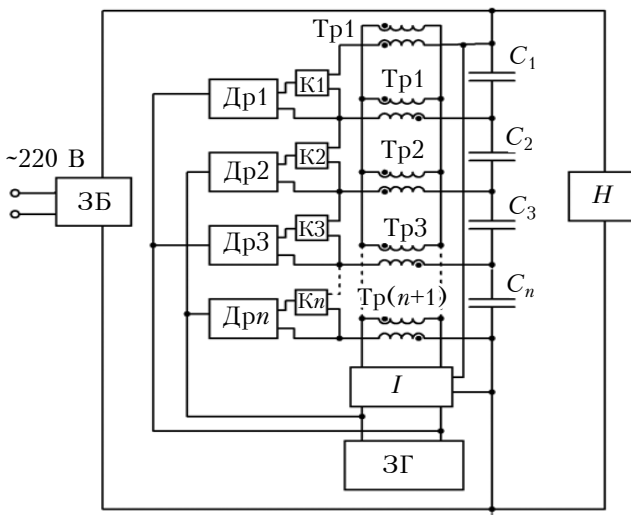 Тр1
C1
Др1
К1
Тр1
~220 В
Др2
К2
Тр2
C2
ЗБ
Н
Др3
К3
Тр3
C3
Дрn
Кn
Тр(n+1)
Cn
I
ЗГ